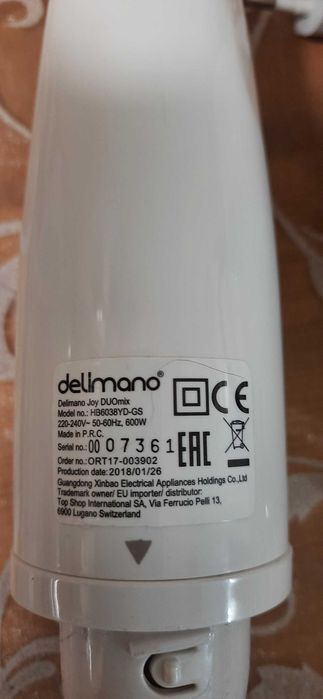 delimano®
Delimano Joy DUOmix
Model no.: HB6038YD-GS
220-240V~ 50-60Hz, 600W
Made in P.R.C.
Serial no.: 00 07361
Order no.: ORT17-003902
Production date: 2018/01/26
CE
EAC
Guangdong Xinbao Electrical Appliances Holdings Co.,Ltd
Trademark owner/ EU importer/ distributor:
Top Shop International SA, Via Ferrucio Pelli 13,
6900 Lugano Switzerland